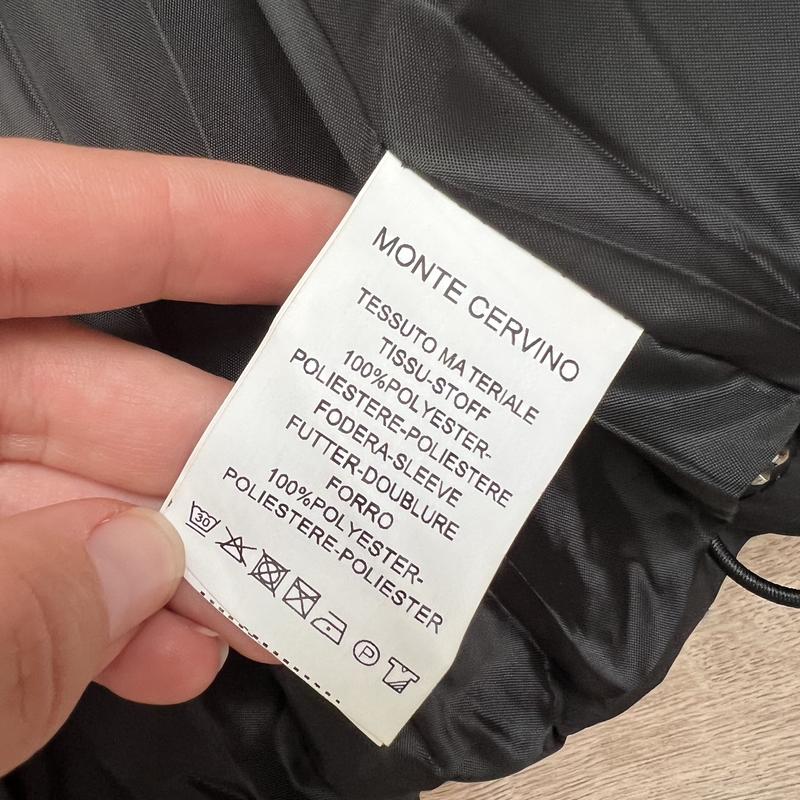 MONTE CERVINO
TESSUTO MATERIALE
TISSU-STOFF
100%POLYESTER-
POLIESTERE-POLIESTERE
FODERA-SLEEVE
FUTTER-DOUBLURE
FORRO
100%POLYESTER-
POLIESTERE-POLIESTER
30
P